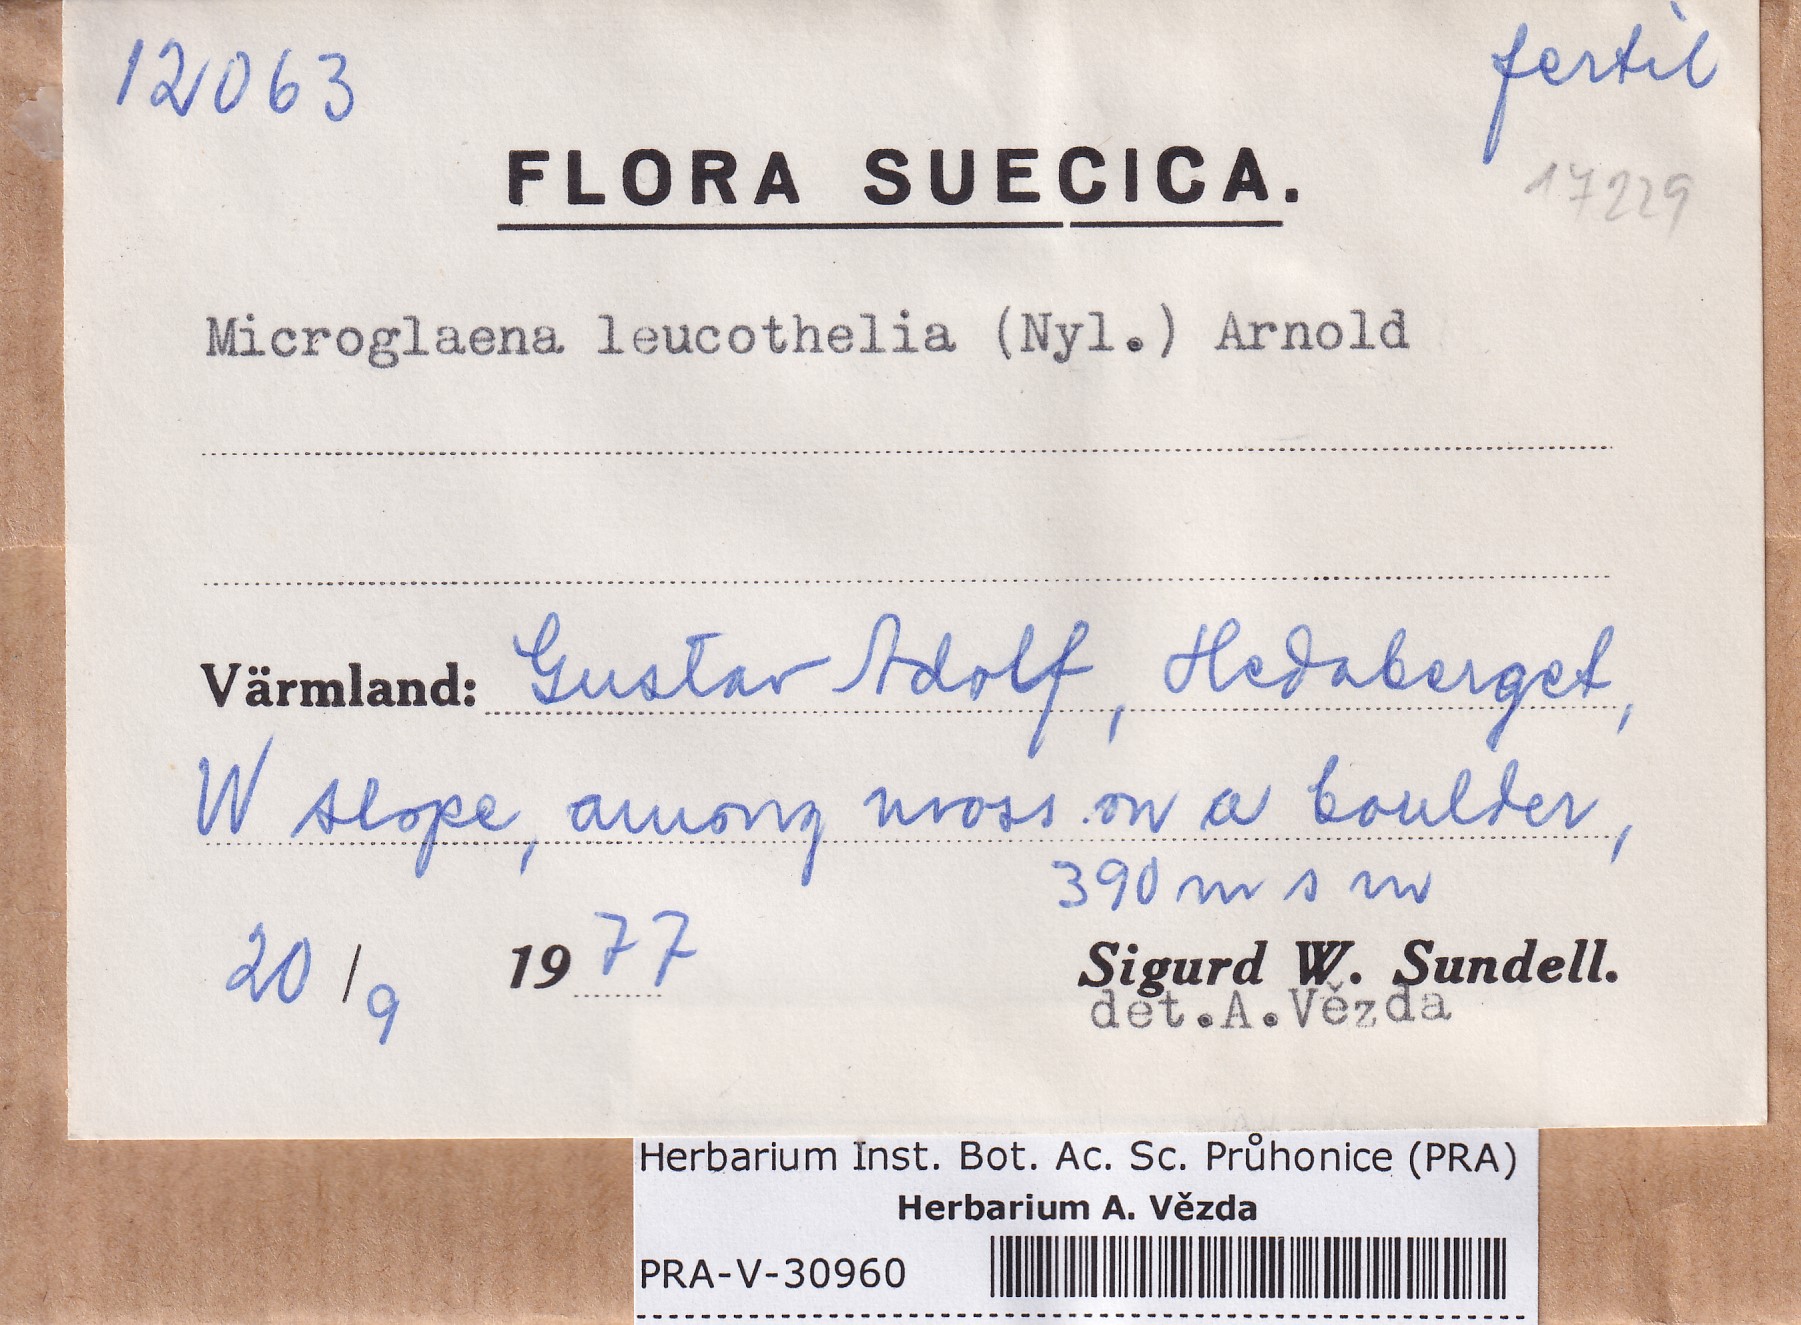 12063
fertil
FLORA SUECICA.
17229
Microglaena leucothelia (Nyl.) Arnold
Värmland: Gustav Adolf, Hedaberget,
W slope, among moss on a boulder,
390 m s m
20/9 1977
Sigurd W. Sundell.
det.A.Vězda
Herbarium Inst. Bot. Ac. Sc. Průhonice (PRA)
Herbarium A. Vězda
PRA-V-30960